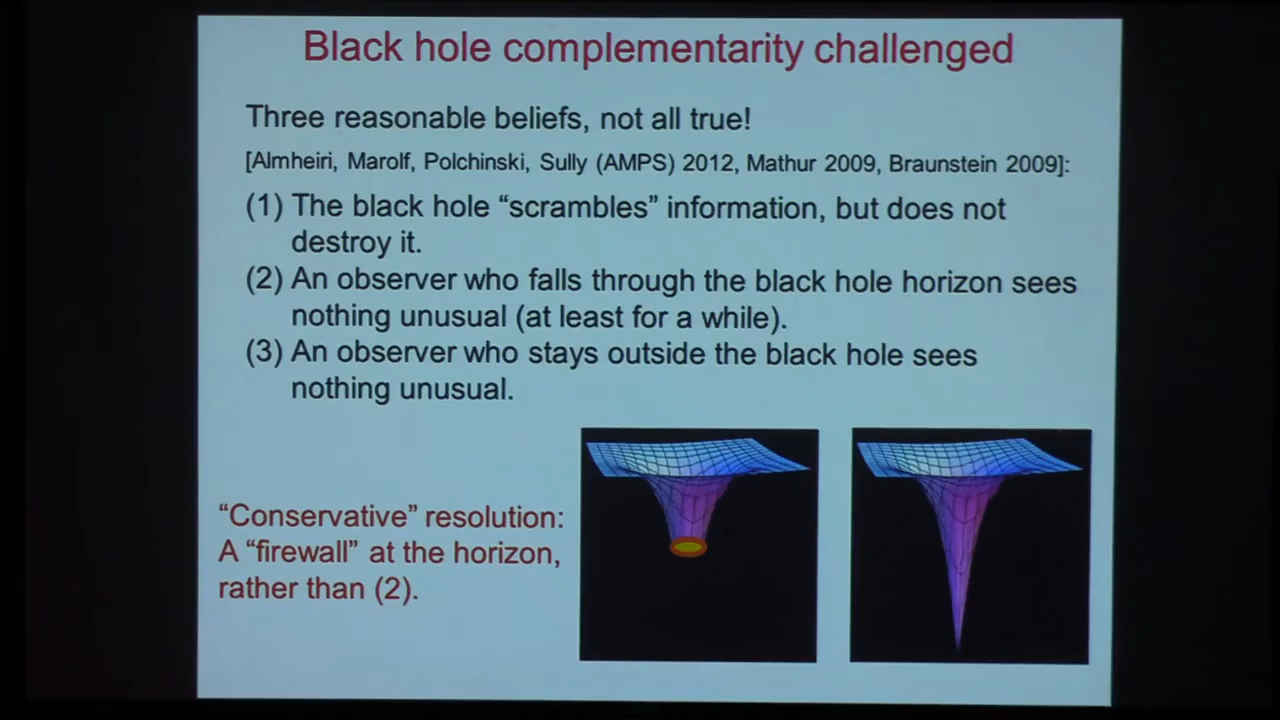 Black hole complementarity challenged
Three reasonable beliefs, not all true!
[Almheiri, Marolf, Polchinski, Sully (AMPS) 2012, Mathur 2009, Braunstein 2009]:
(1) The black hole “scrambles” information, but does not
destroy it.
(2) An observer who falls through the black hole horizon sees
nothing unusual (at least for a while).
(3) An observer who stays outside the black hole sees
nothing unusual.
“Conservative” resolution:
A “firewall” at the horizon,
rather than (2).